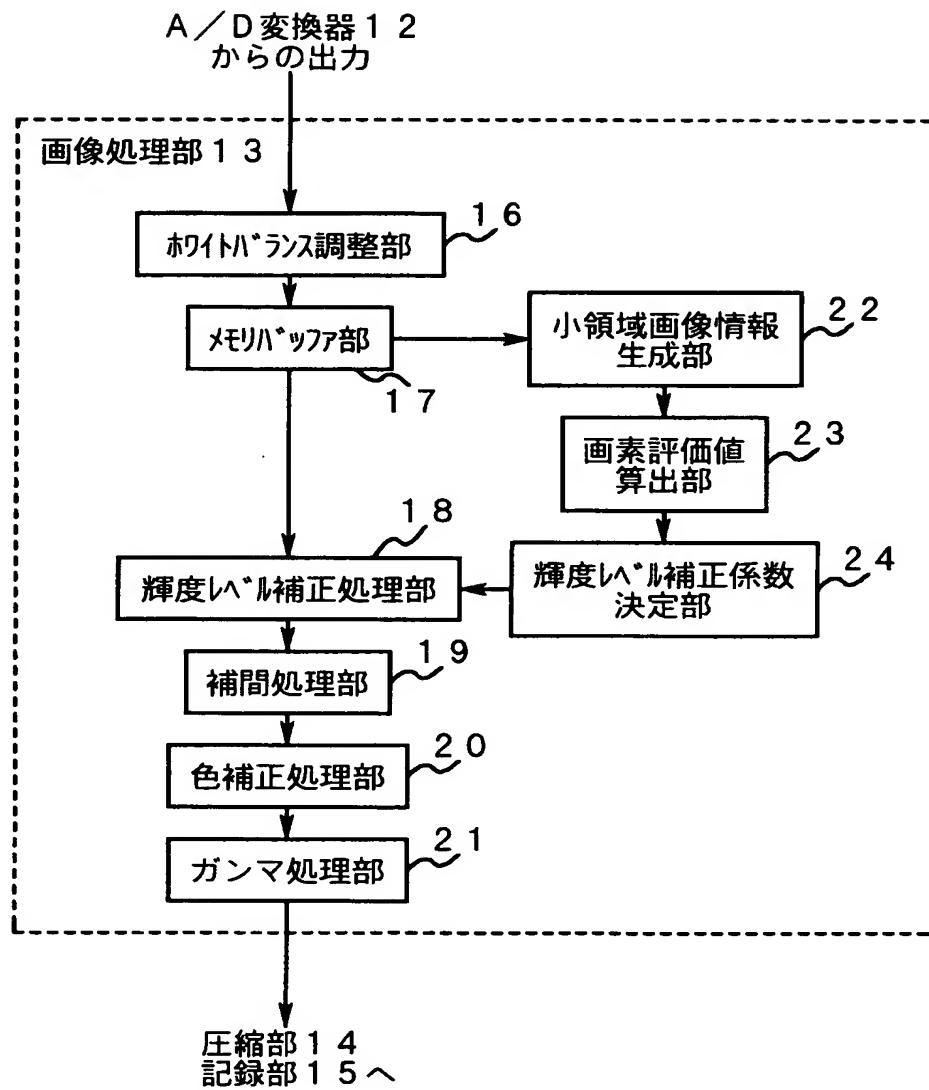 A/D変換器12
からの出力
画像処理部13
16
ホワイトバランス調整部
メモリバッファ部
17
小領域画像情報
生成部
22
画素評価値
算出部
23
18
輝度レベル補正処理部
輝度レベル補正係数
決定部
24
補間処理部
19
色補正処理部
20
ガンマ処理部
21
圧縮部14
記録部15へ